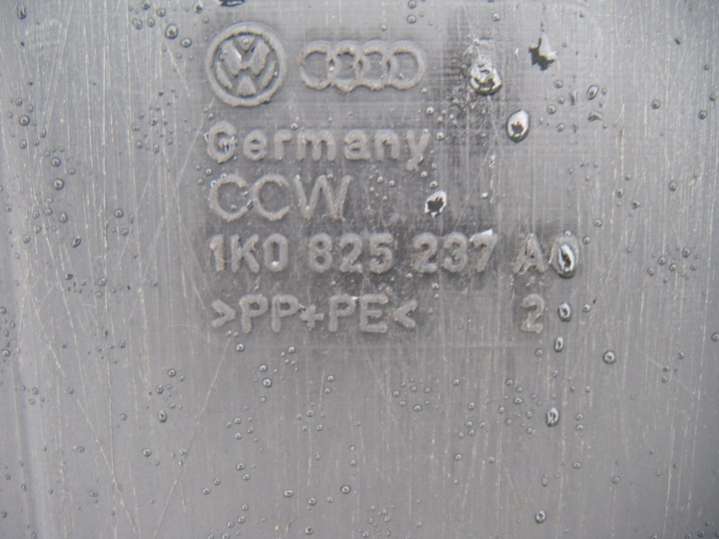 Germany
CCW
1K0 825 237 A
>PP+PE<
2